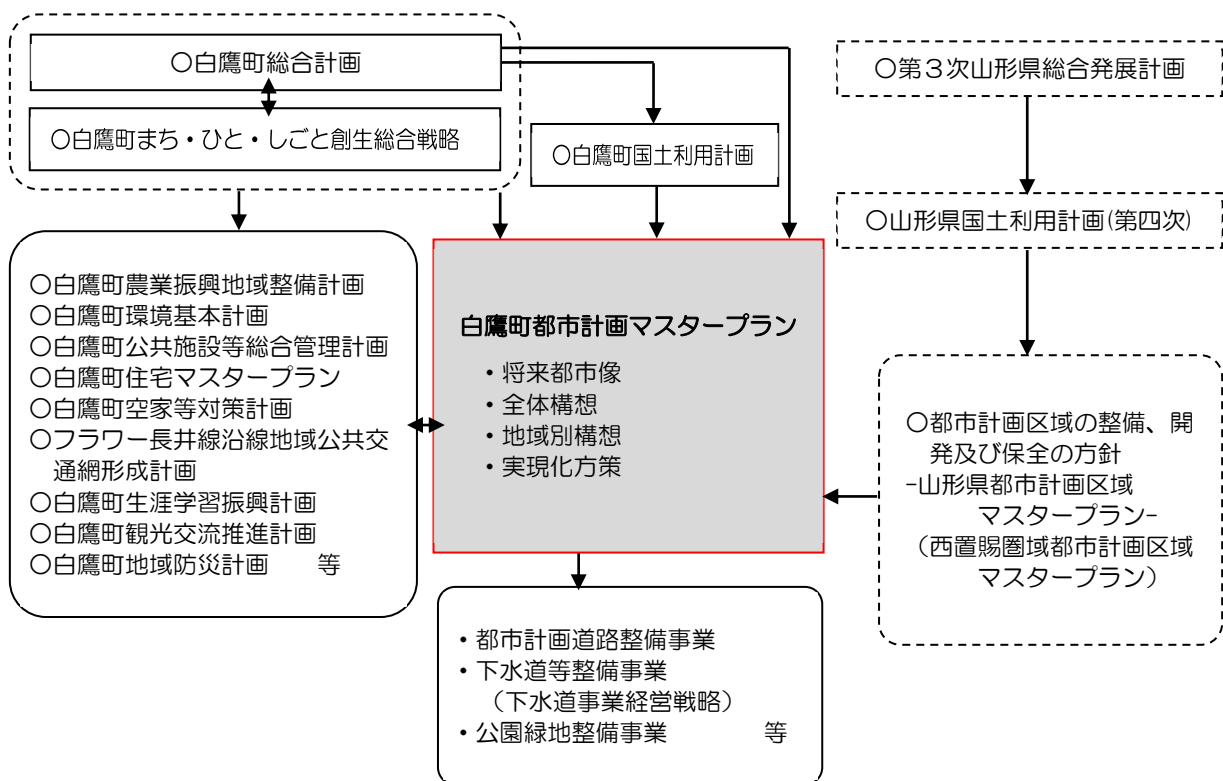 ○白鷹町総合計画
○白鷹町まち・ひと・しごと創生総合戦略
○白鷹町国土利用計画
○第３次山形県総合発展計画
○山形県国土利用計画(第四次)
○白鷹町農業振興地域整備計画
○白鷹町環境基本計画
○白鷹町公共施設等総合管理計画
○白鷹町住宅マスタープラン
○白鷹町空家等対策計画
○フラワー長井線沿線地域公共交
通網形成計画
○白鷹町生涯学習振興計画
○白鷹町観光交流推進計画
○白鷹町地域防災計画　　等
白鷹町都市計画マスタープラン
・将来都市像
・全体構想
・地域別構想
・実現化方策
○都市計画区域の整備、開
発及び保全の方針
-山形県都市計画区域
マスタープラン-
（西置賜圏域都市計画区域
マスタープラン）
・都市計画道路整備事業
・下水道等整備事業
（下水道事業経営戦略）
・公園緑地整備事業　　　　等